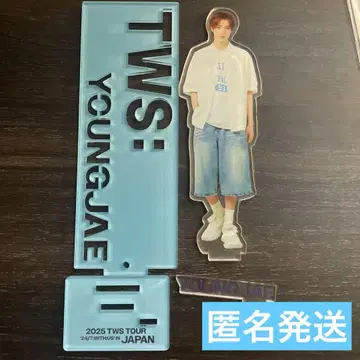 TWS:
YOUNGJAE
2025 TWS TOUR
'24/7:WITH:US' IN JAPAN
YOUNGJAE
匿名発送